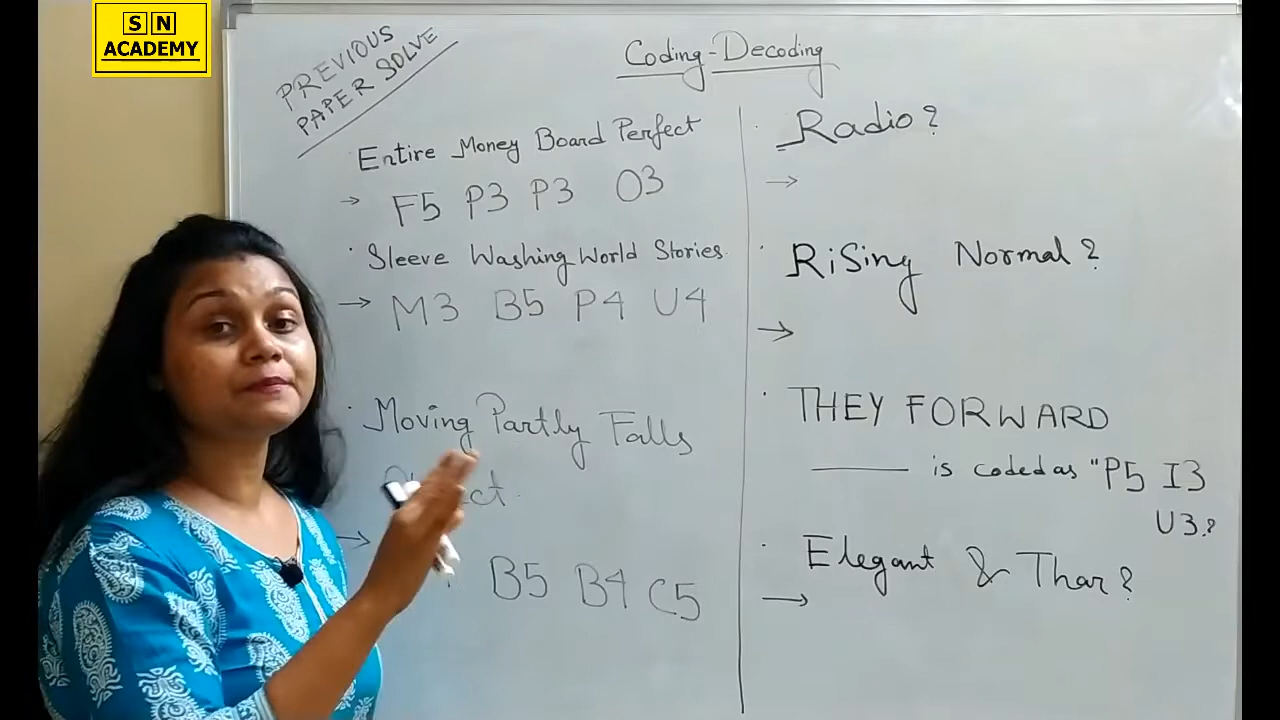 S N
ACADEMY
PREVIOUS
PAPER SOLVE
Coding-Decoding
Entire Money Board Perfect
→ F5 P3 P3 O3
· Sleeve Washing World Stories
→ M3 B5 P4 U4
· Moving Partly Falls
→ B5 B4 C5
· Radio?
→
· RiSing Normal?
→
· THEY FORWARD
is coded as "P5 I3
U3?
· Elegant & Thar?
→